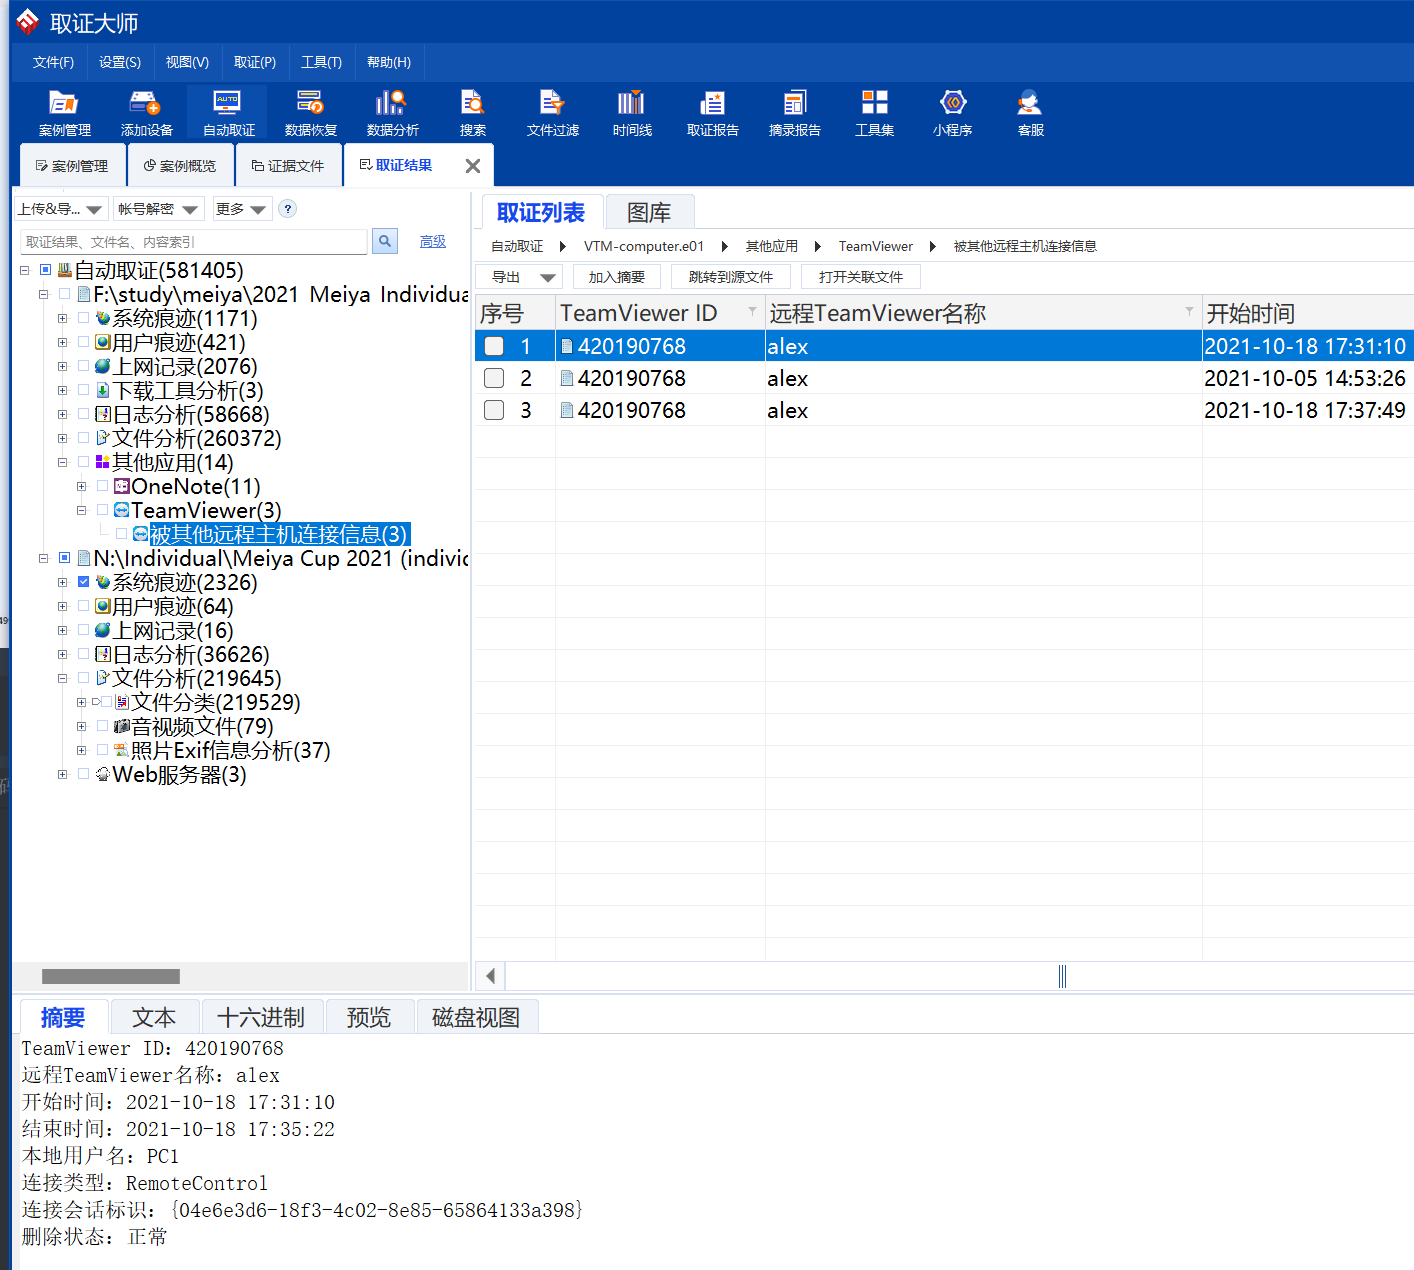 取证大师
文件(F) 设置(S) 视图(V) 取证(P) 工具(T) 帮助(H)
案例管理 添加设备 自动取证 数据恢复 数据分析 搜索 文件过滤 时间线 取证报告 摘录报告 工具集 小程序 客服
案例管理 案例概览 证据文件 取证结果
上传&导... 帐号解密 更多 ?
取证结果、文件名、内容索引 高级
自动取证(581405)
F:\study\meiya\2021 Meiya Individua
系统痕迹(1171)
用户痕迹(421)
上网记录(2076)
下载工具分析(3)
日志分析(58668)
文件分析(260372)
其他应用(14)
OneNote(11)
TeamViewer(3)
被其他远程主机连接信息(3)
N:\Individual\Meiya Cup 2021 (indivi
系统痕迹(2326)
用户痕迹(64)
上网记录(16)
日志分析(36626)
文件分析(219645)
文件分类(219529)
音视频文件(79)
照片Exif信息分析(37)
Web服务器(3)
取证列表 图库
自动取证 VTM-computer.e01 其他应用 TeamViewer 被其他远程主机连接信息
导出 加入摘要 跳转到源文件 打开关联文件
序号 TeamViewer ID 远程TeamViewer名称 开始时间
1 420190768 alex 2021-10-18 17:31:10
2 420190768 alex 2021-10-05 14:53:26
3 420190768 alex 2021-10-18 17:37:49
摘要 文本 十六进制 预览 磁盘视图
TeamViewer ID: 420190768
远程TeamViewer名称: alex
开始时间: 2021-10-18 17:31:10
结束时间: 2021-10-18 17:35:22
本地用户名: PC1
连接类型: RemoteControl
连接会话标识: {04e6e3d6-18f3-4c02-8e85-65864133a398}
删除状态: 正常